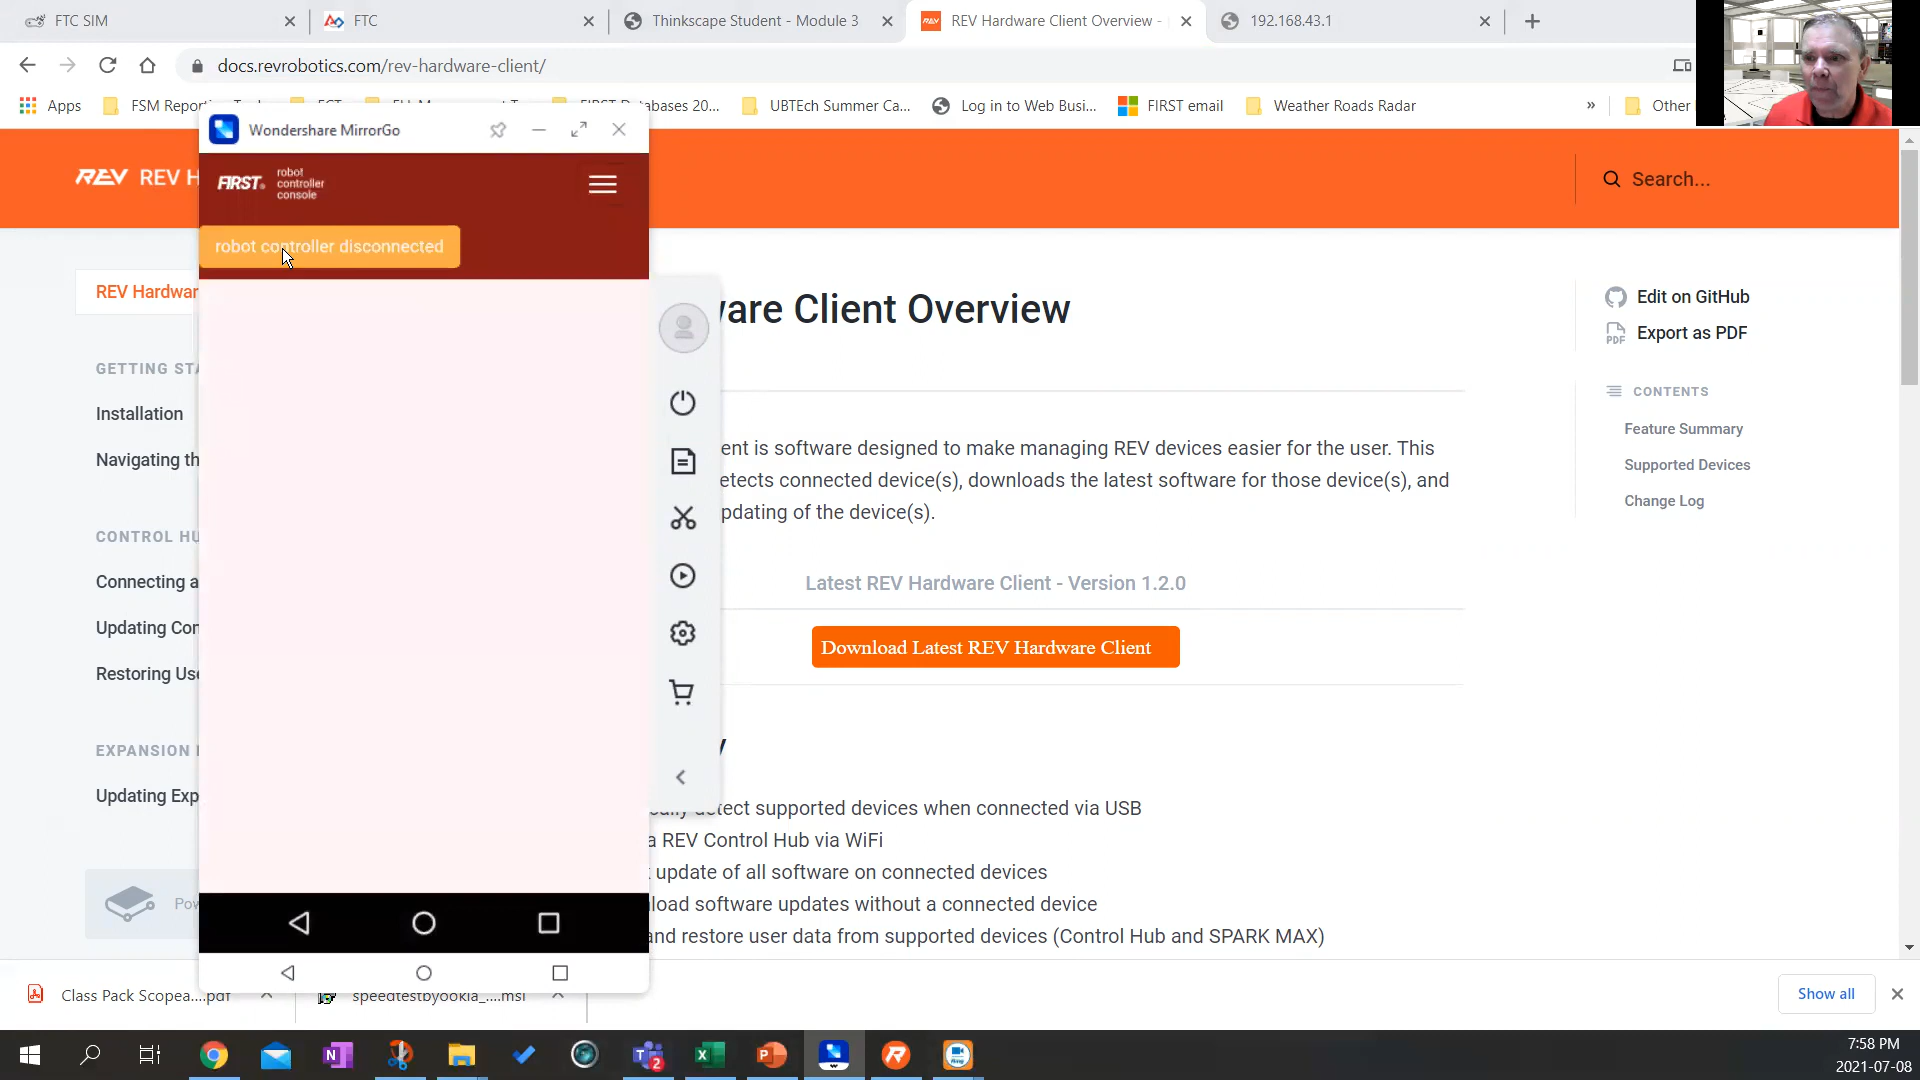 FTC SIM
FTC
Thinkscape Student - Module 3
REV Hardware Client Overview -
192.168.43.1
docs.revrobotics.com/rev-hardware-client/
Apps
UBTEch Summer Ca...
Log in to Web Busi...
FIRST email
Weather Roads Radar
»
Other
Wondershare MirrorGo
REV REV H
Search...
FIRST. robot controller console
robot controller disconnected
REV Hardwar
ware Client Overview
Edit on GitHub
Export as PDF
GETTING STA
Installation
Navigating th
CONTENTS
Feature Summary
Supported Devices
Change Log
ent is software designed to make managing REV devices easier for the user. This
etects connected device(s), downloads the latest software for those device(s), and
pdating of the device(s).
CONTROL HU
Connecting a
Updating Con
Restoring Use
Latest REV Hardware Client - Version 1.2.0
Download Latest REV Hardware Client
EXPANSION
Updating Exp
y
etect supported devices when connected via USB
a REV Control Hub via WiFi
update of all software on connected devices
load software updates without a connected device
and restore user data from supported devices (Control Hub and SPARK MAX)
Pow
Class Pack Scopea....pdf
speedtestbyookla_....msi
Show all
7:58 PM
2021-07-08